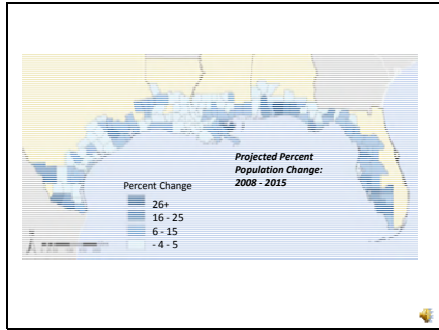 Projected Percent
Population Change:
2008 - 2015
Percent Change
26+
16 - 25
6 - 15
- 4 - 5